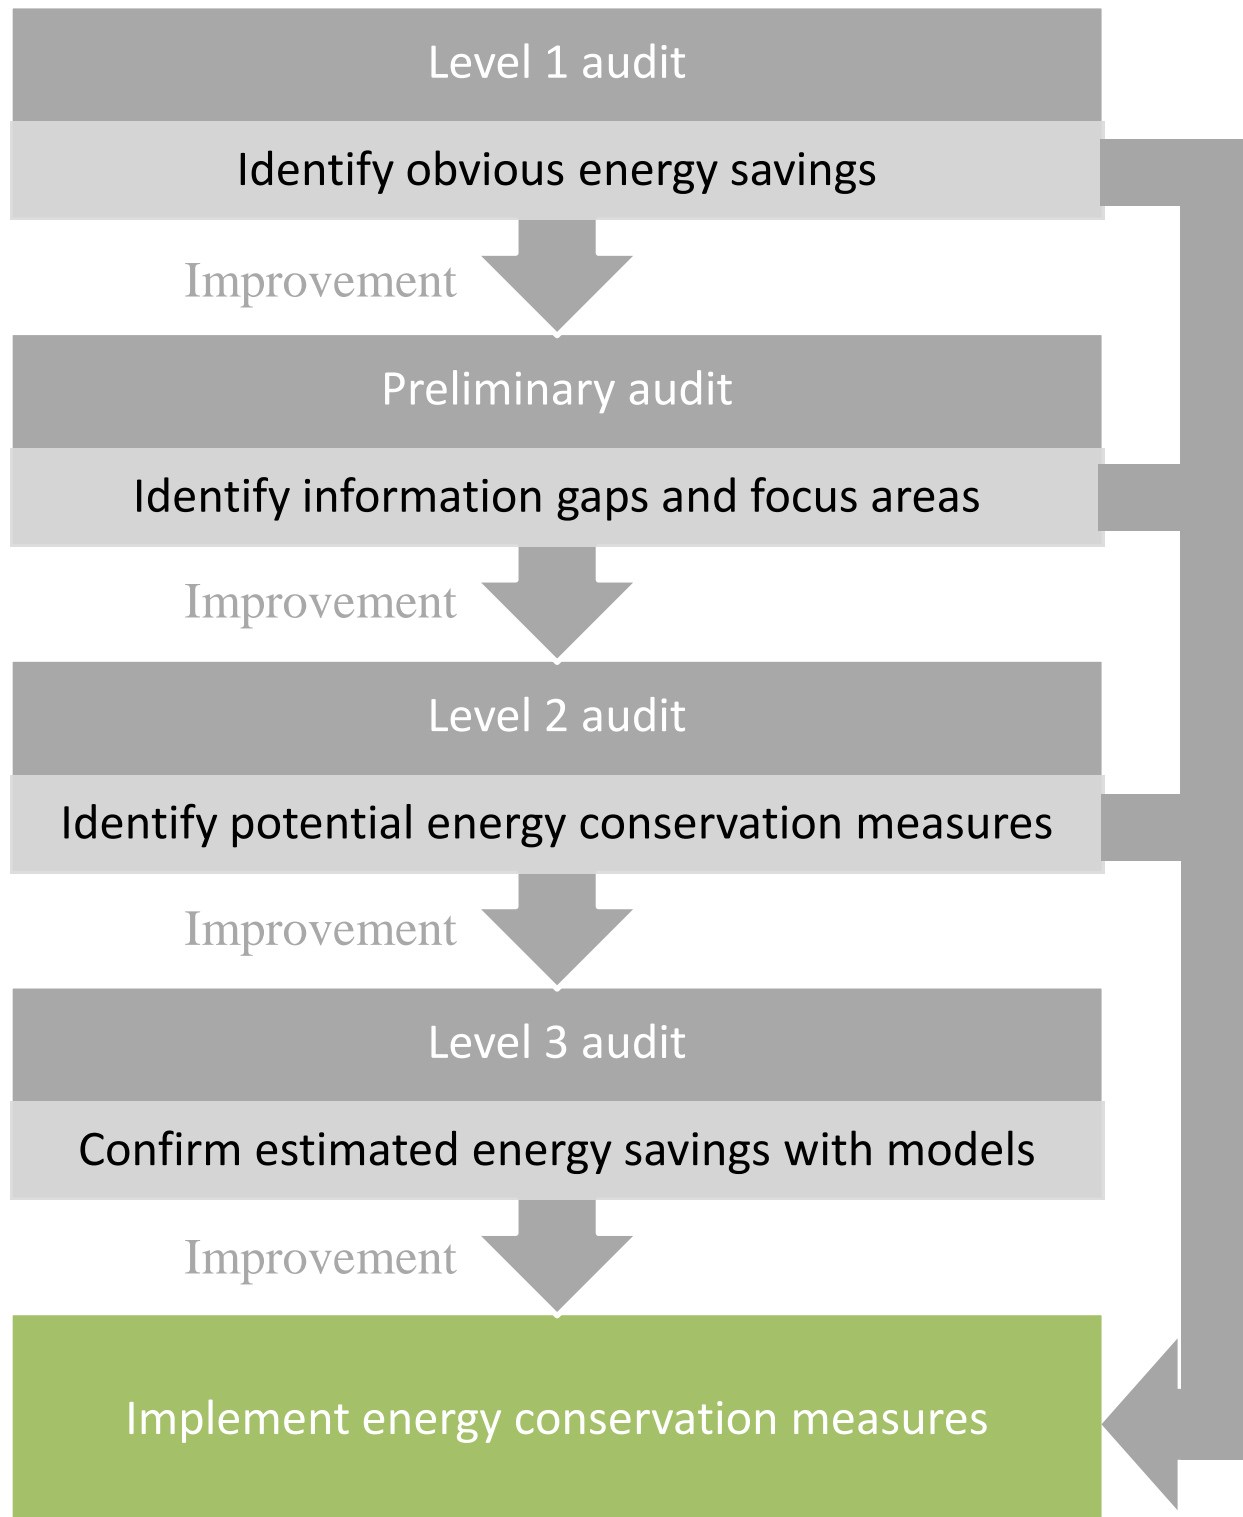 Level 1 audit
Identify obvious energy savings
Improvement
Preliminary audit
Identify information gaps and focus areas
Improvement
Level 2 audit
Identify potential energy conservation measures
Improvement
Level 3 audit
Confirm estimated energy savings with models
Improvement
Implement energy conservation measures